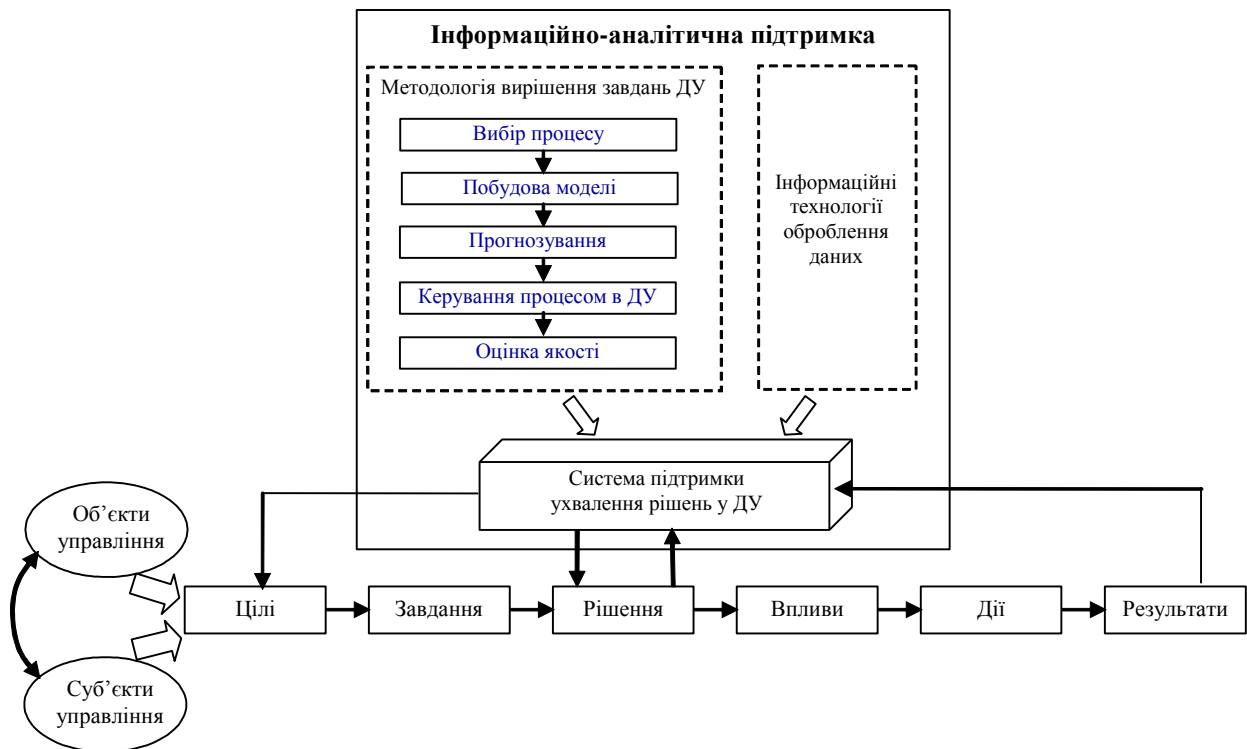 Інформаційно-аналітична підтримка
Методологія вирішення завдань ДУ
Вибір процесу
Побудова моделі
Прогнозування
Керування процесом в ДУ
Оцінка якості
Інформаційні
технології
оброблення
даних
Система підтримки
ухвалення рішень у ДУ
Об’єкти
управління
Цілі
Завдання
Рішення
Впливи
Дії
Результати
Суб’єкти
управління